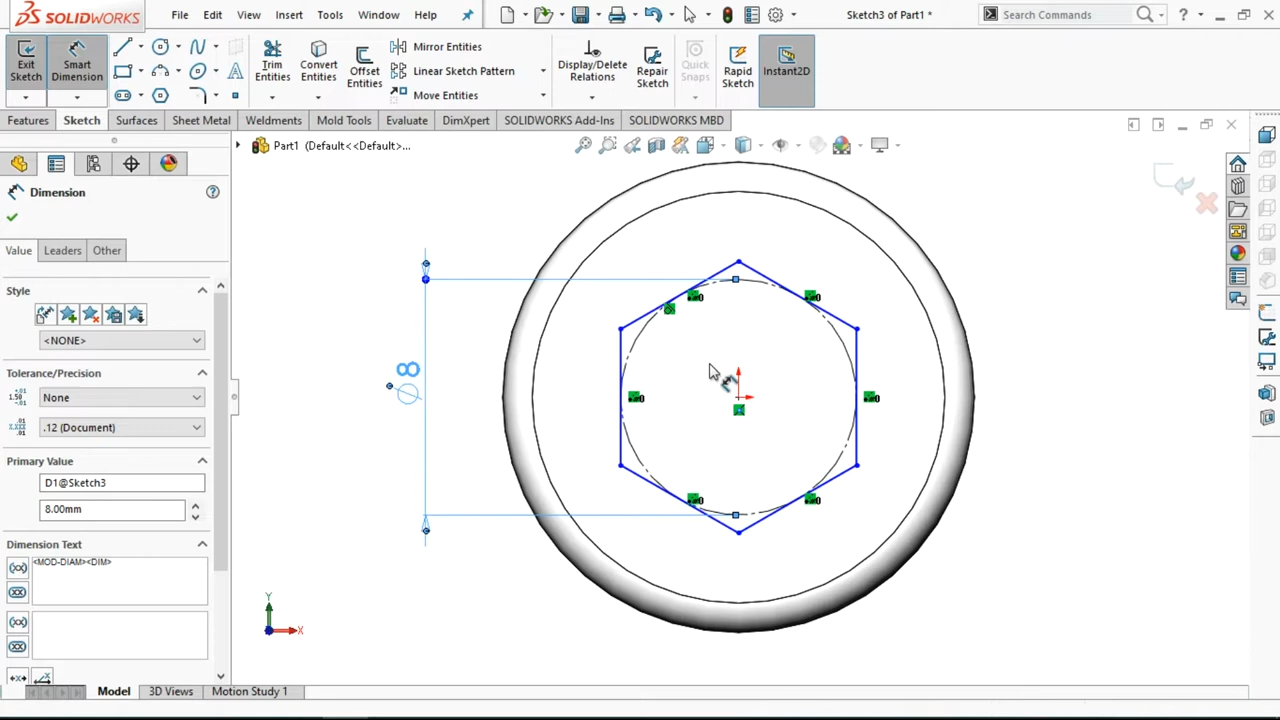 SOLIDWORKS
File Edit View Insert Tools Window Help
Sketch3 of Part1 *
Search Commands
?
Exit Sketch
Smart Dimension
Trim Entities
Convert Entities
Offset Entities
Mirror Entities
Linear Sketch Pattern
Move Entities
Display/Delete Relations
Repair Sketch
Quick Snaps
Rapid Sketch
Instant2D
Features Sketch Surfaces Sheet Metal Weldments Mold Tools Evaluate DimXpert SOLIDWORKS Add-Ins SOLIDWORKS MBD
Part1 (Default<<Default>...
Dimension
Value Leaders Other
Style
<NONE>
Tolerance/Precision
None
.12 (Document)
Primary Value
D1@Sketch3
8.00mm
Dimension Text
<MOD-DIAM><DIM>
∅8
Y
X
Model 3D Views Motion Study 1